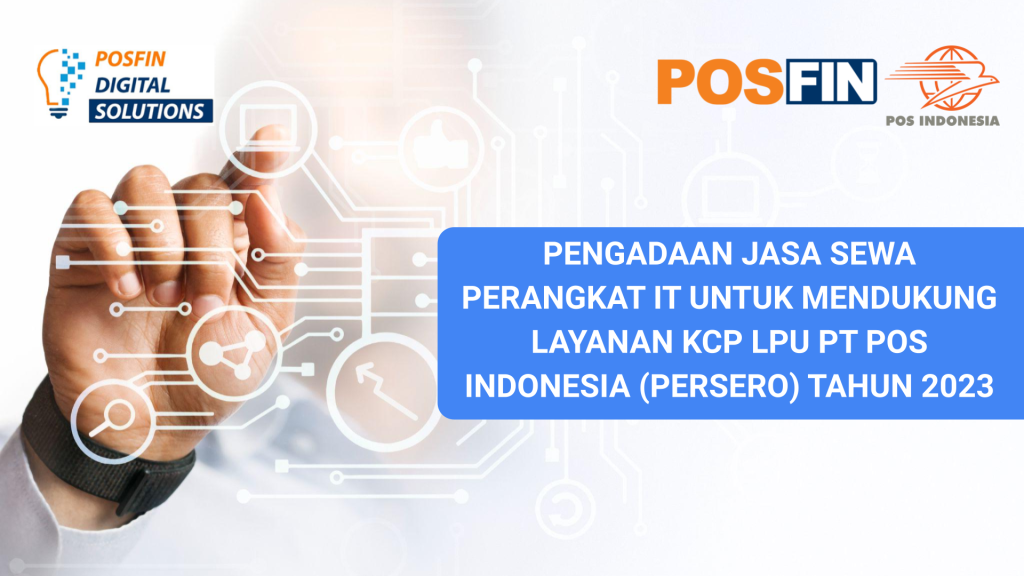 POSFIN
DIGITAL
SOLUTIONS
POSFIN
POS INDONESIA
PENGADAAN JASA SEWA
PERANGKAT IT UNTUK MENDUKUNG
LAYANAN KCP LPU PT POS
INDONESIA (PERSERO) TAHUN 2023